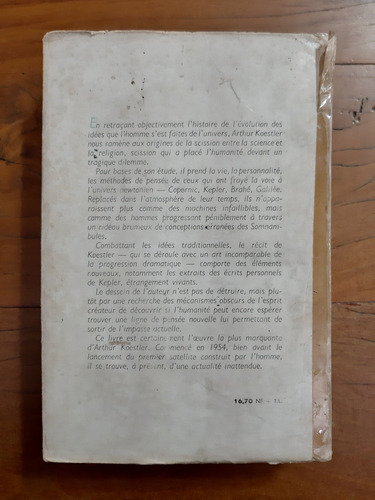 En retraçant objectivement l'histoire de l'évolution des
idées que l'homme s'est faites de l'univers, Arthur Koestler
nous ramène aux origines de la scission entre la science et
la religion, scission qui a placé l'humanité devant un
tragique dilemme.
Pour bases de son étude, il prend la vie, la personnalité,
les méthodes de pensée de ceux qui ont frayé la voie à
l'univers newtonien — Copernic, Kepler, Brahé, Galilée.
Replacés dans l'atmosphère de leur temps, ils n'appa-
raissent plus comme des machines infaillibles, mais
comme des hommes progressant péniblement à travers
un rideau brumeux de conceptions erronées des Somnam-
bules.
Combattant les idées traditionnelles, le récit de
Koestler — qui se déroule avec un art incomparable de
la progression dramatique — comporte des éléments
nouveaux, notamment les extraits des écrits personnels
de Kepler, étrangement vivants.
Le dessein de l'auteur n'est pas de détruire, mais plu-
tôt par une recherche des mécanismes obscurs de l'esprit
créateur de découvrir si l'humanité peut encore espérer
trouver une ligne de pensée nouvelle lui permettant de
sortir de l'impasse actuelle.
Ce livre est certainement l'œuvre la plus marquante
d'Arthur Koestler. Commencé en 1954, bien avant le
lancement du premier satellite construit par l'homme,
il se trouve, à présent, d'une actualité inattendue.
16,70 NF